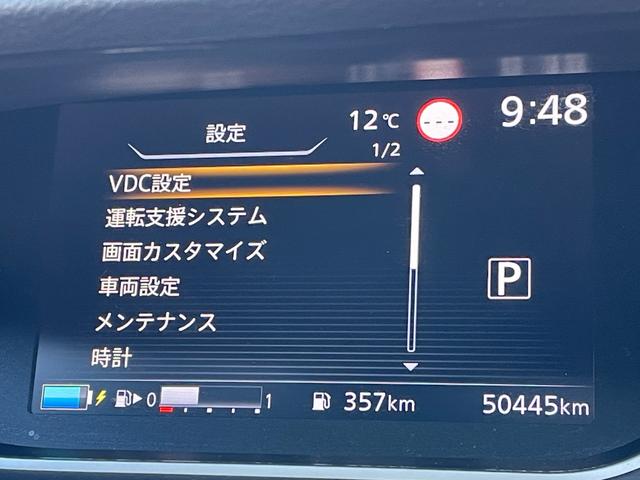 設定
12℃
---
9:48
1/2
VDC設定
運転支援システム
画面カスタマイズ
車両設定
P
メンテナンス
時計
0 1
357km
50445km